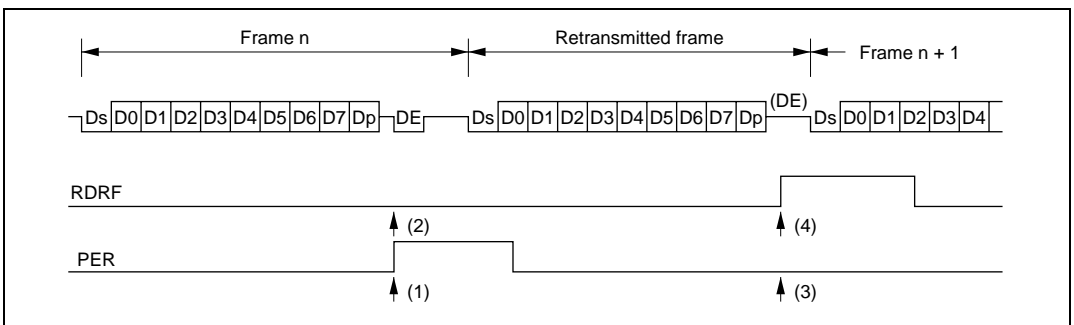 Frame n Retransmitted frame Frame n + 1
(DE)
Ds D0 D1 D2 D3 D4 D5 D6 D7 Dp DE Ds D0 D1 D2 D3 D4 D5 D6 D7 Dp Ds D0 D1 D2 D3 D4
RDRF
(2) (4)
PER
(1) (3)